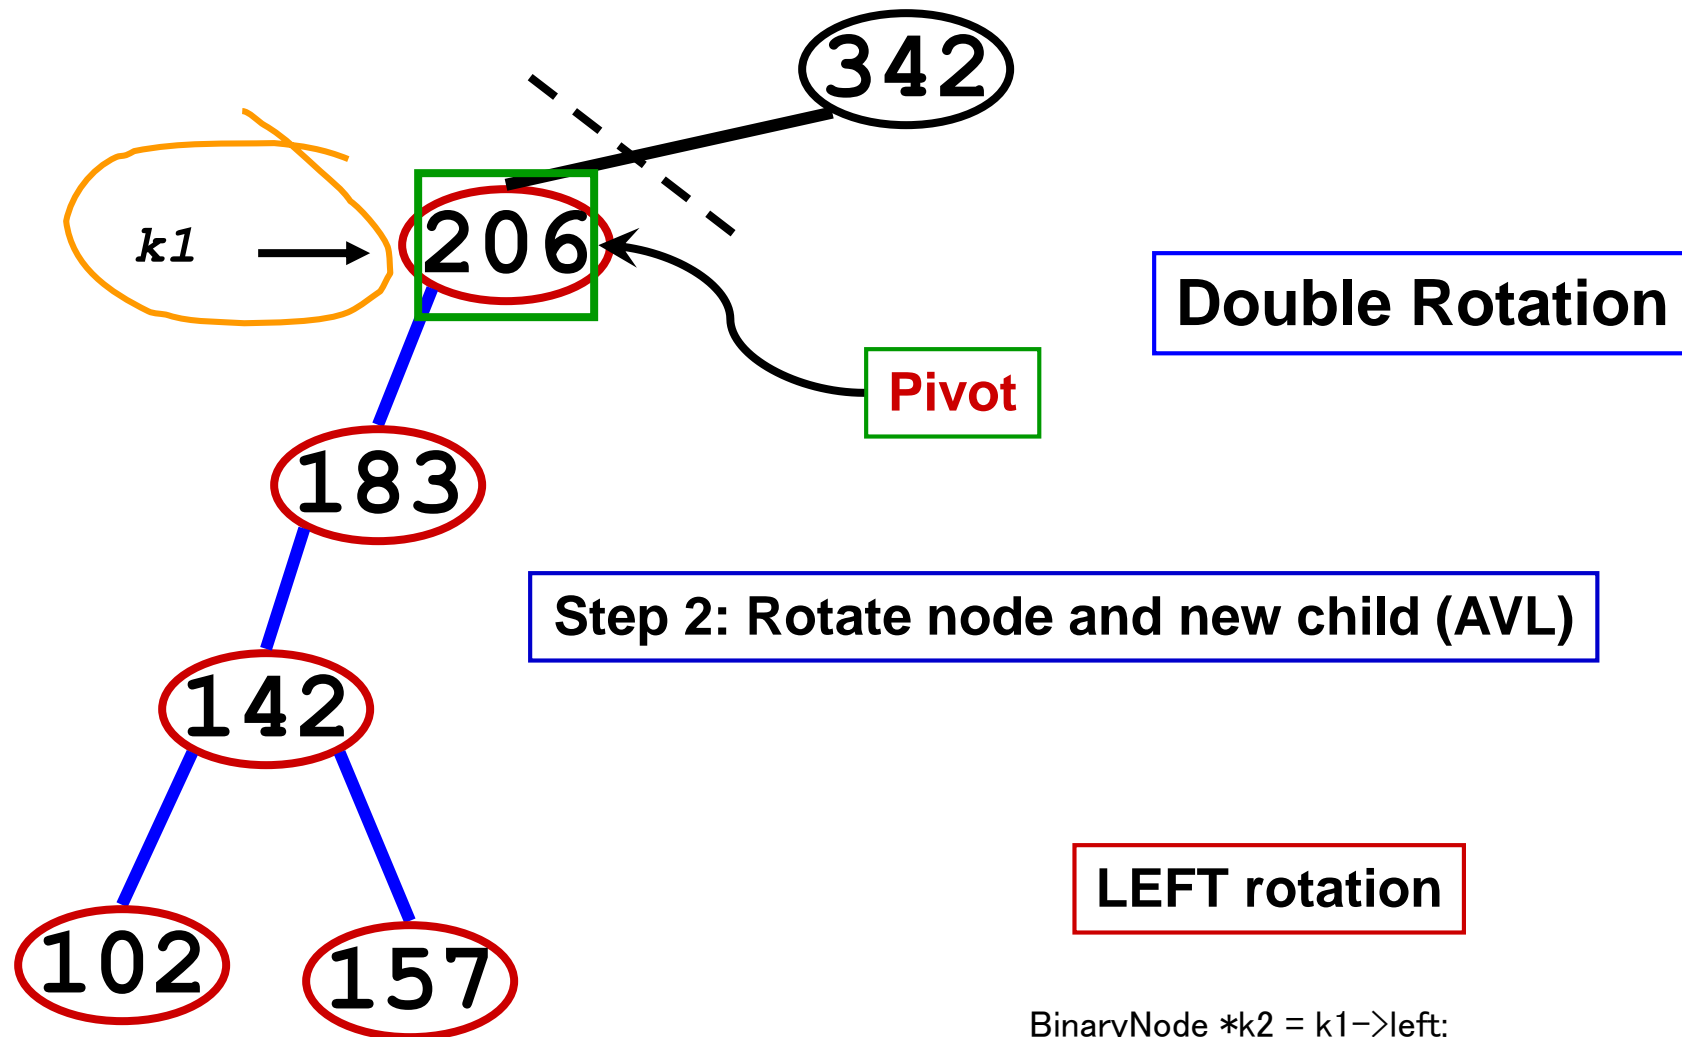 342
k1
206
Double Rotation
Pivot
183
Step 2: Rotate node and new child (AVL)
142
LEFT rotation
102
157
BinaryNode *k2 = k1->left;